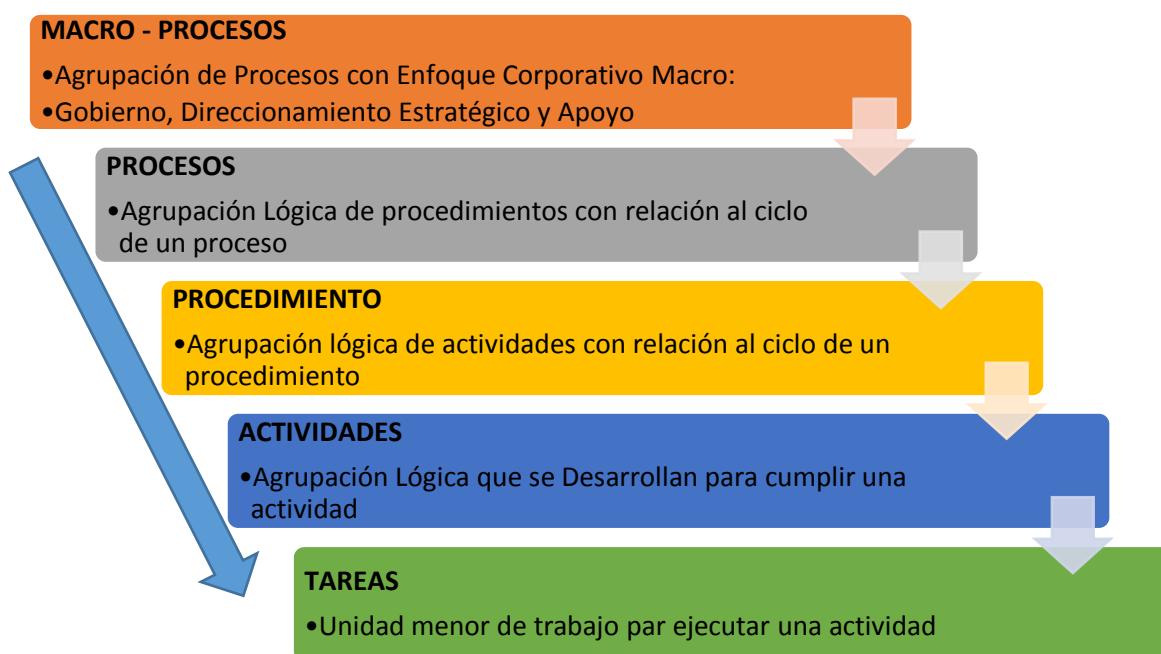 MACRO - PROCESOS
•Agrupación de Procesos con Enfoque Corporativo Macro:
•Gobierno, Direccionamiento Estratégico y Apoyo
PROCESOS
•Agrupación Lógica de procedimientos con relación al ciclo
de un proceso
PROCEDIMIENTO
•Agrupación lógica de actividades con relación al ciclo de un
procedimiento
ACTIVIDADES
•Agrupación Lógica que se Desarrollan para cumplir una
actividad
TAREAS
•Unidad menor de trabajo par ejecutar una actividad